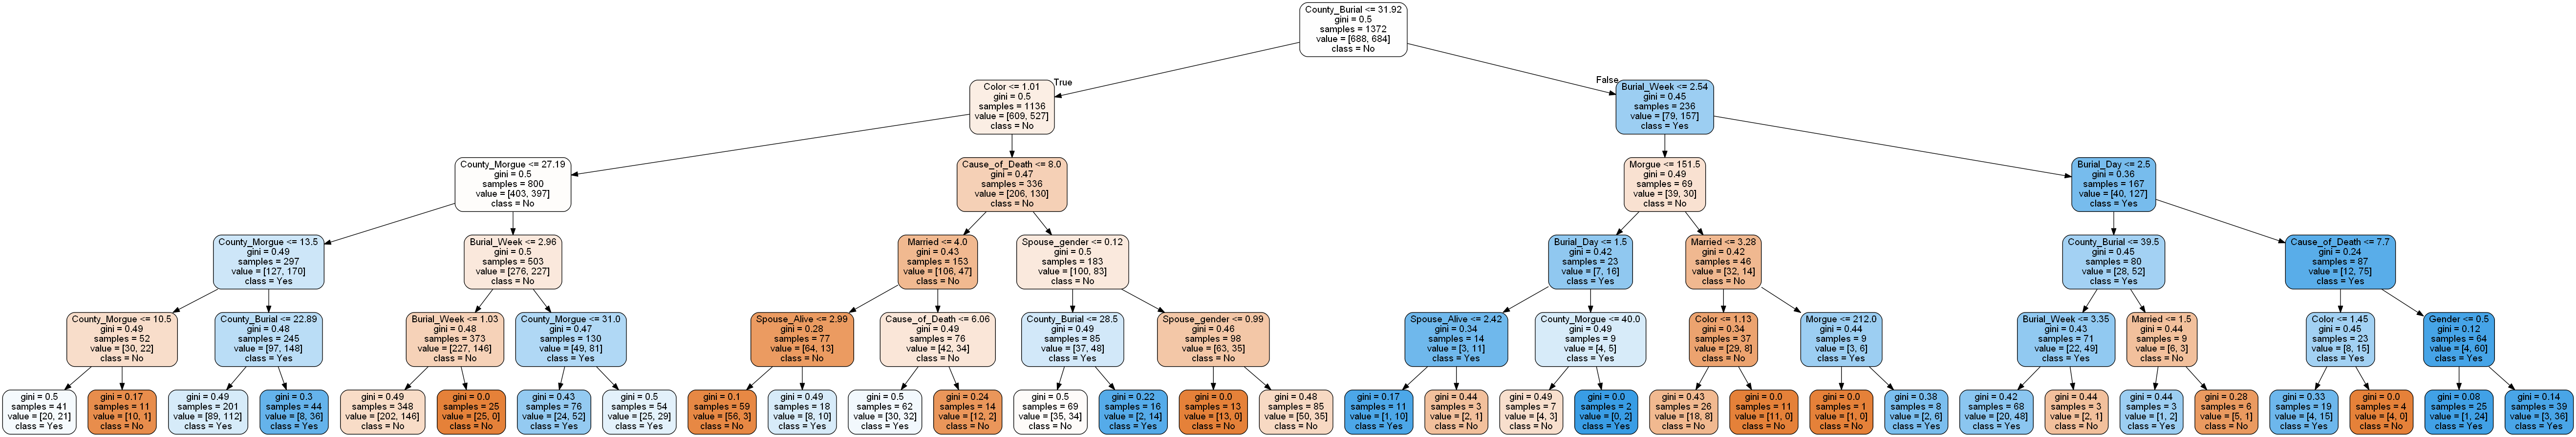 County_Burial <= 31.92
gini = 0.5
samples = 1372
value = [688, 684]
class = No
True
False
Color <= 1.01
gini = 0.5
samples = 1136
value = [609, 527]
class = No
Burial_Week <= 2.54
gini = 0.45
samples = 236
value = [79, 157]
class = Yes
County_Morgue <= 27.19
gini = 0.5
samples = 800
value = [403, 397]
class = No
Cause_of_Death <= 8.0
gini = 0.47
samples = 336
value = [206, 130]
class = No
Morgue <= 151.5
gini = 0.49
samples = 69
value = [39, 30]
class = No
Burial_Day <= 2.5
gini = 0.36
samples = 167
value = [40, 127]
class = Yes
County_Morgue <= 13.5
gini = 0.49
samples = 297
value = [127, 170]
class = Yes
Burial_Week <= 2.96
gini = 0.5
samples = 503
value = [276, 227]
class = No
Married <= 4.0
gini = 0.43
samples = 153
value = [106, 47]
class = No
Spouse_gender <= 0.12
gini = 0.5
samples = 183
value = [100, 83]
class = No
Burial_Day <= 1.5
gini = 0.42
samples = 23
value = [7, 16]
class = Yes
Married <= 3.28
gini = 0.42
samples = 46
value = [32, 14]
class = No
County_Burial <= 39.5
gini = 0.45
samples = 80
value = [28, 52]
class = Yes
Cause_of_Death <= 7.7
gini = 0.24
samples = 87
value = [12, 75]
class = Yes
County_Morgue <= 10.5
gini = 0.49
samples = 52
value = [30, 22]
class = No
County_Burial <= 22.89
gini = 0.48
samples = 245
value = [97, 148]
class = Yes
Burial_Week <= 1.03
gini = 0.48
samples = 373
value = [227, 146]
class = No
County_Morgue <= 31.0
gini = 0.47
samples = 130
value = [49, 81]
class = Yes
Spouse_Alive <= 2.99
gini = 0.28
samples = 77
value = [64, 13]
class = No
Cause_of_Death <= 6.06
gini = 0.49
samples = 76
value = [42, 34]
class = No
County_Burial <= 28.5
gini = 0.49
samples = 85
value = [37, 48]
class = Yes
Spouse_gender <= 0.99
gini = 0.46
samples = 98
value = [63, 35]
class = No
Spouse_Alive <= 2.42
gini = 0.34
samples = 14
value = [3, 11]
class = Yes
County_Morgue <= 40.0
gini = 0.49
samples = 9
value = [4, 5]
class = Yes
Color <= 1.13
gini = 0.34
samples = 37
value = [29, 8]
class = No
Morgue <= 212.0
gini = 0.44
samples = 9
value = [3, 6]
class = Yes
Burial_Week <= 3.35
gini = 0.43
samples = 71
value = [22, 49]
class = Yes
Married <= 1.5
gini = 0.44
samples = 9
value = [6, 3]
class = No
Color <= 1.45
gini = 0.45
samples = 23
value = [8, 15]
class = Yes
Gender <= 0.5
gini = 0.12
samples = 64
value = [4, 60]
class = Yes
gini = 0.5
samples = 41
value = [20, 21]
class = Yes
gini = 0.17
samples = 11
value = [10, 1]
class = No
gini = 0.49
samples = 201
value = [89, 112]
class = Yes
gini = 0.3
samples = 44
value = [8, 36]
class = Yes
gini = 0.49
samples = 348
value = [202, 146]
class = No
gini = 0.0
samples = 25
value = [25, 0]
class = No
gini = 0.43
samples = 76
value = [24, 52]
class = Yes
gini = 0.5
samples = 54
value = [25, 29]
class = Yes
gini = 0.1
samples = 59
value = [56, 3]
class = No
gini = 0.49
samples = 18
value = [8, 10]
class = Yes
gini = 0.5
samples = 62
value = [30, 32]
class = Yes
gini = 0.24
samples = 14
value = [12, 2]
class = No
gini = 0.5
samples = 69
value = [35, 34]
class = No
gini = 0.22
samples = 16
value = [2, 14]
class = Yes
gini = 0.0
samples = 13
value = [13, 0]
class = No
gini = 0.48
samples = 85
value = [50, 35]
class = No
gini = 0.17
samples = 11
value = [1, 10]
class = Yes
gini = 0.44
samples = 3
value = [2, 1]
class = No
gini = 0.49
samples = 7
value = [4, 3]
class = No
gini = 0.0
samples = 2
value = [0, 2]
class = Yes
gini = 0.43
samples = 26
value = [18, 8]
class = No
gini = 0.0
samples = 11
value = [11, 0]
class = No
gini = 0.0
samples = 1
value = [1, 0]
class = No
gini = 0.38
samples = 8
value = [2, 6]
class = Yes
gini = 0.42
samples = 68
value = [20, 48]
class = Yes
gini = 0.44
samples = 3
value = [2, 1]
class = No
gini = 0.44
samples = 3
value = [1, 2]
class = Yes
gini = 0.28
samples = 6
value = [5, 1]
class = No
gini = 0.33
samples = 19
value = [4, 15]
class = Yes
gini = 0.0
samples = 4
value = [4, 0]
class = No
gini = 0.08
samples = 25
value = [1, 24]
class = Yes
gini = 0.14
samples = 39
value = [3, 36]
class = Yes